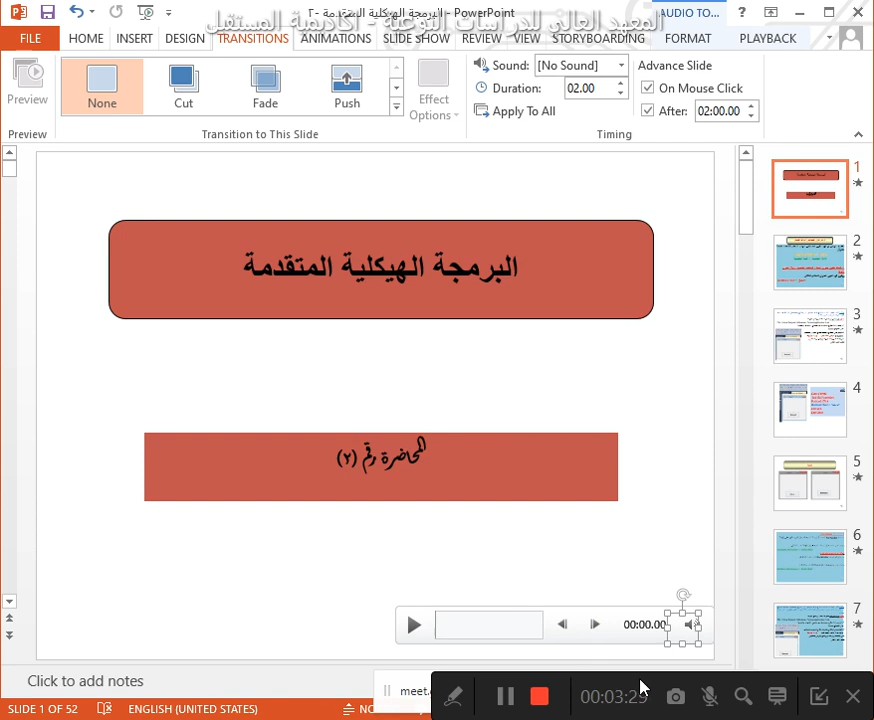 البرمجة الهيكلية المتقدمة -٢ - PowerPoint
AUDIO TO...
المعهد العالي للدراسات النوعية - أكاديمية المستقبل
FILE HOME INSERT DESIGN TRANSITIONS ANIMATIONS SLIDE SHOW REVIEW VIEW STORYBOARDING FORMAT PLAYBACK
Preview
None
Cut
Fade
Push
Effect
Options
Sound: [No Sound]
Duration: 02.00
Apply To All
Advance Slide
On Mouse Click
After: 02:00.00
Preview
Transition to This Slide
Timing
البرمجة الهيكلية المتقدمة
المحاضرة رقم (٢)
00:00.00
1
2
3
4
5
6
7
Click to add notes
meet.
00:03:29
SLIDE 1 OF 52
ENGLISH (UNITED STATES)